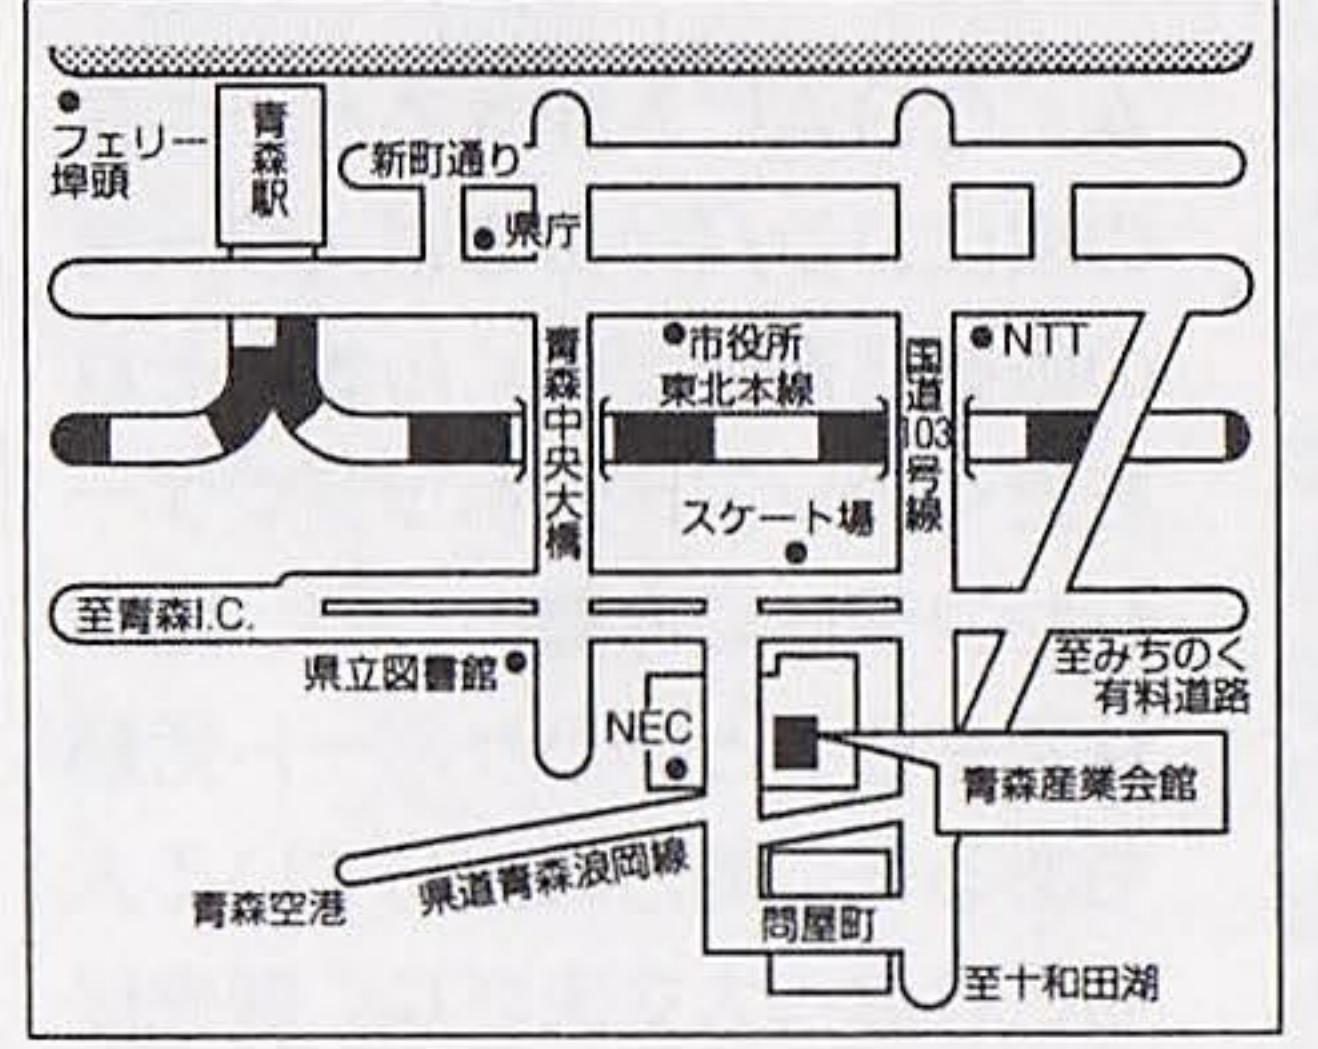 フェリー
埠頭
青森駅
新町通り
県庁
青森中央大橋
市役所
東北本線
国道103号線
NTT
スケート場
至青森I.C.
県立図書館
至みちのく
有料道路
NEC
青森産業会館
県道青森浪岡線
青森空港
問屋町
至十和田湖